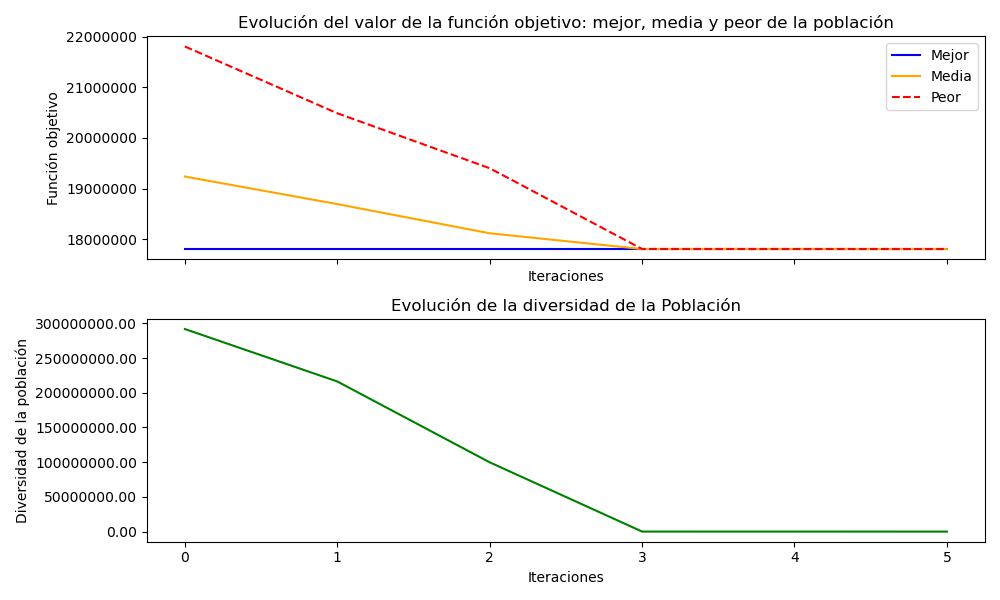 Evolución del valor de la función objetivo: mejor, media y peor de la población
22000000
21000000
20000000
19000000
18000000
Función objetivo
Mejor
Media
Peor
Iteraciones
Evolución de la diversidad de la Población
300000000.00
250000000.00
200000000.00
150000000.00
100000000.00
50000000.00
0.00
Diversidad de la población
0 1 2 3 4 5
Iteraciones